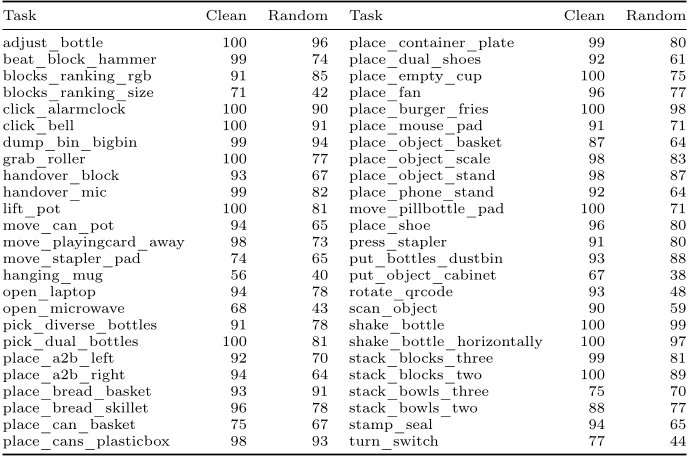 Task Clean Random Task Clean Random
adjust_bottle 100 96 place_container_plate 99 80
beat_block_hammer 99 74 place_dual_shoes 92 61
blocks_ranking_rgb 91 85 place_empty_cup 100 75
blocks_ranking_size 71 42 place_fan 96 77
click_alarmclock 100 90 place_burger_fries 100 98
click_bell 100 91 place_mouse_pad 91 71
dump_bin_bigbin 99 94 place_object_basket 87 64
grab_roller 100 77 place_object_scale 98 83
handover_block 93 67 place_object_stand 98 87
handover_mic 99 82 place_phone_stand 92 64
lift_pot 100 81 move_pillbottle_pad 100 71
move_can_pot 94 65 place_shoe 96 80
move_playingcard_away 98 73 press_stapler 91 80
move_stapler_pad 74 65 put_bottles_dustbin 93 88
hanging_mug 56 40 put_object_cabinet 67 38
open_laptop 94 78 rotate_qrcode 93 48
open_microwave 68 43 scan_object 90 59
pick_diverse_bottles 91 78 shake_bottle 100 99
pick_dual_bottles 100 81 shake_bottle_horizontally 100 97
place_a2b_left 92 70 stack_blocks_three 99 81
place_a2b_right 94 64 stack_blocks_two 100 89
place_bread_basket 93 91 stack_bowls_three 75 70
place_bread_skillet 96 78 stack_bowls_two 88 77
place_can_basket 75 67 stamp_seal 94 65
place_cans_plasticbox 98 93 turn_switch 77 44